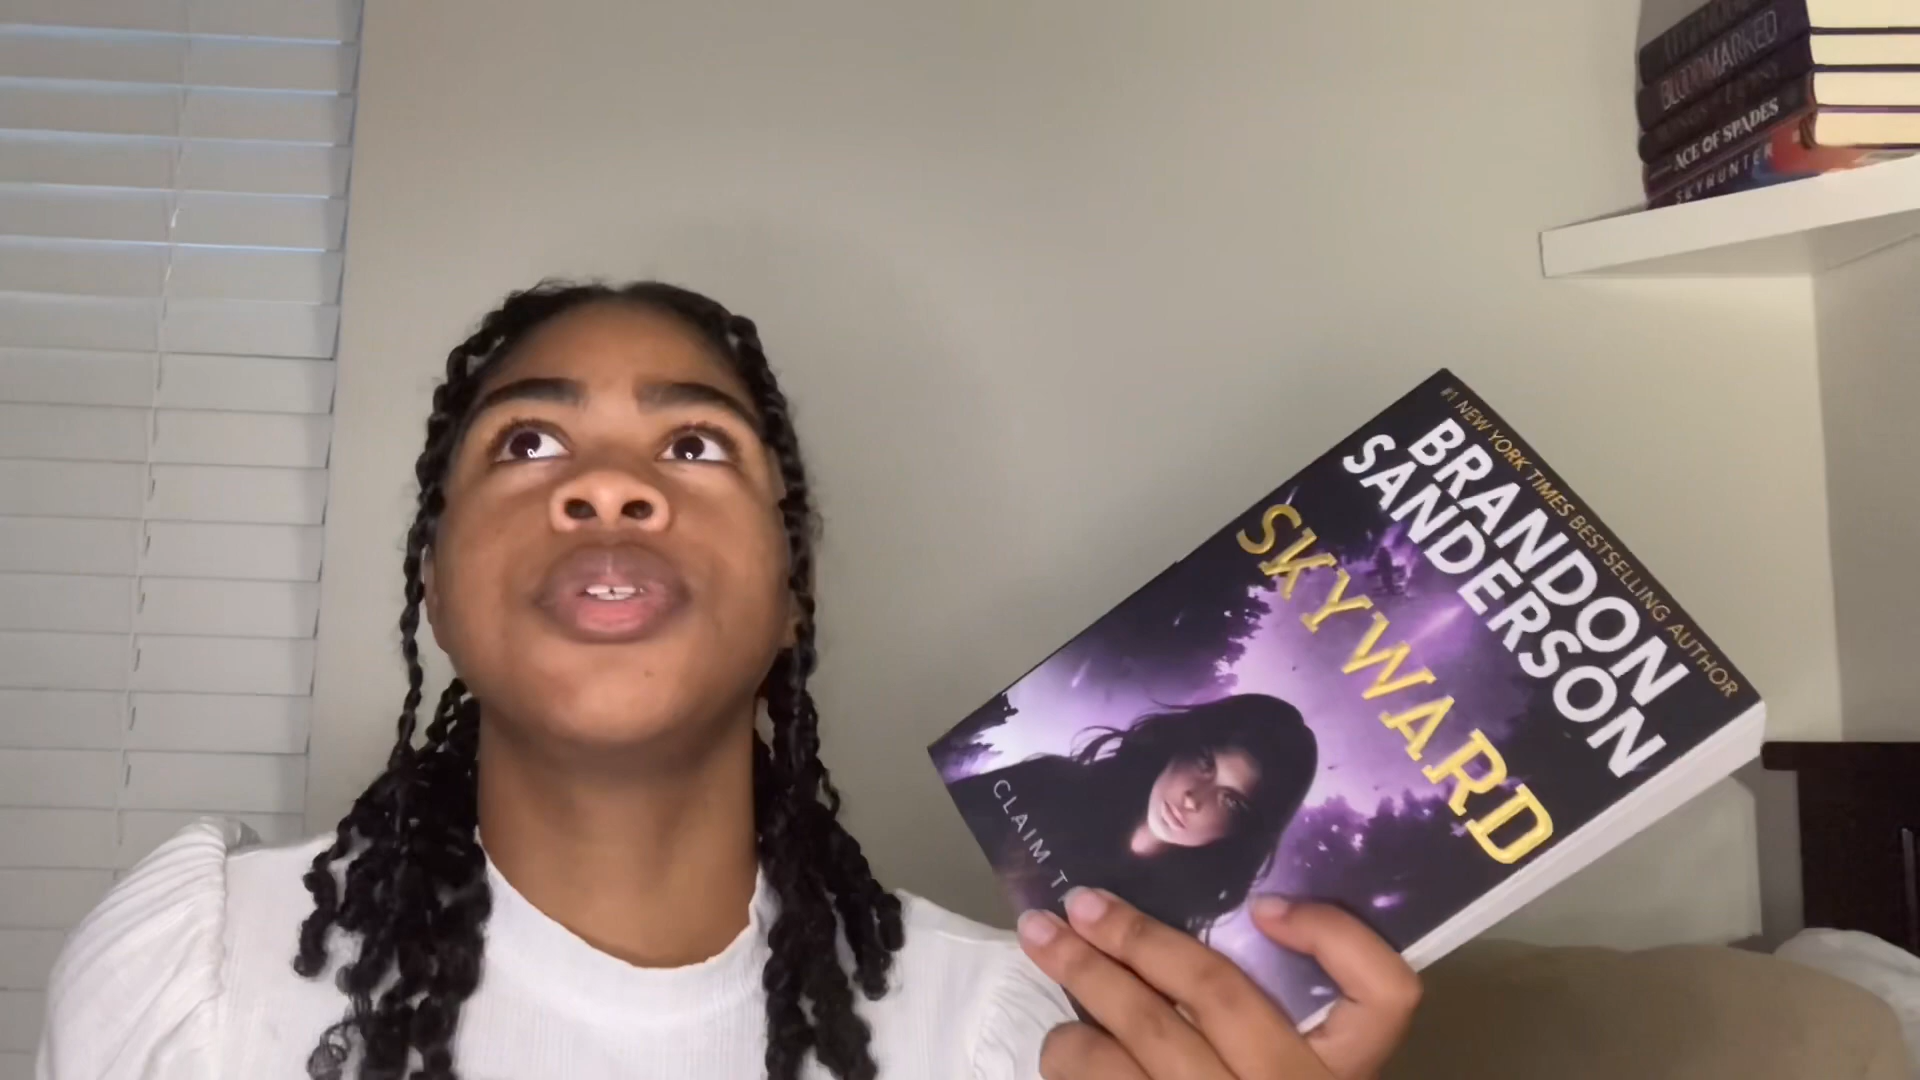 #1 NEW YORK TIMES BESTSELLING AUTHOR
BRANDON
SANDERSON
SKYWARD
CLAIM
BLOODMARKED
ACE OF SPADES
SKYHUNTER